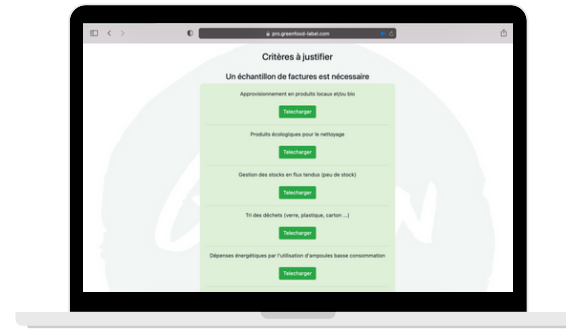 pro.greenfood-label.com
Critères à justifier
Un échantillon de factures est nécessaire
Approvisionnement en produits locaux et/ou bio
Telecharger
Produits écologiques pour le nettoyage
Telecharger
Gestion des stocks en flux tendus (peu de stock)
Telecharger
Tri des déchets (verre, plastique, carton ...)
Telecharger
Dépenses énergétiques par l'utilisation d'ampoules basse consommation
Telecharger